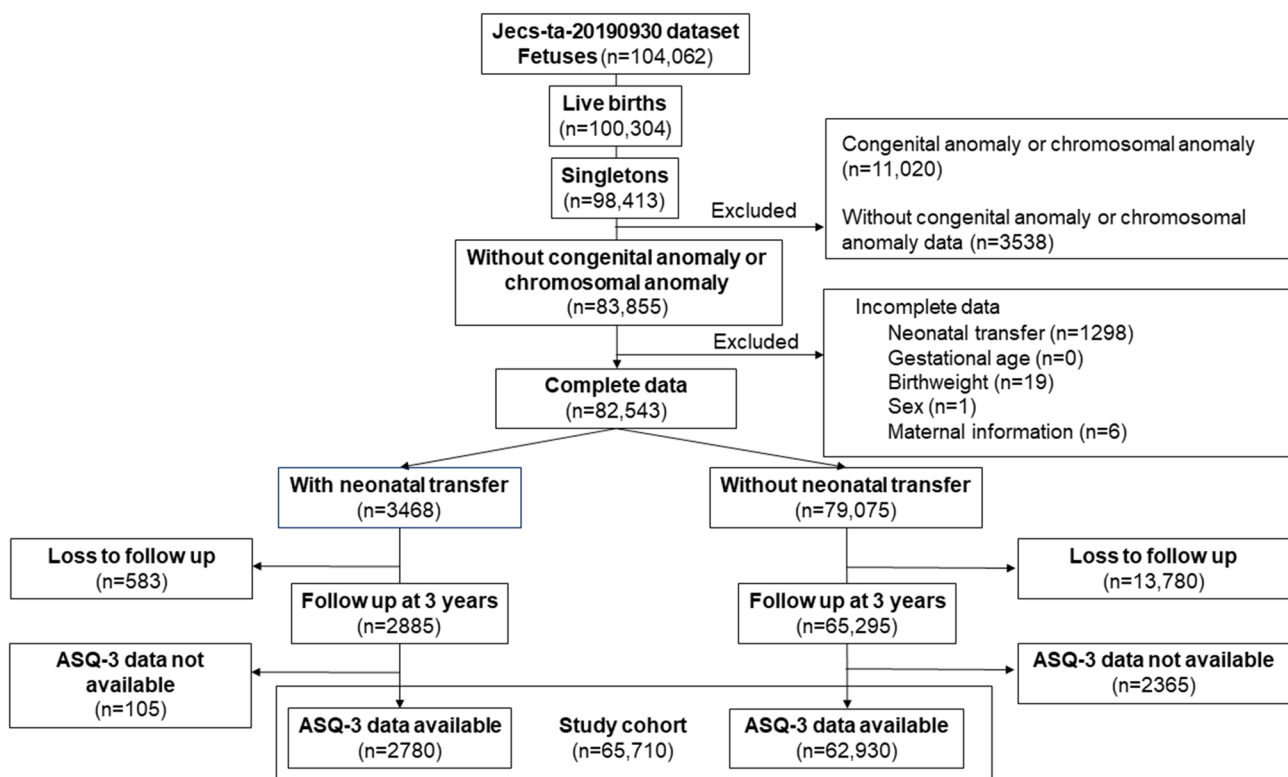 Jecs-ta-20190930 dataset
Fetuses (n=104,062)
Live births
(n=100,304)
Singletons
(n=98,413)
Excluded
Congenital anomaly or chromosomal anomaly
(n=11,020)
Without congenital anomaly or chromosomal
anomaly data (n=3538)
Without congenital anomaly or
chromosomal anomaly
(n=83,855)
Excluded
Incomplete data
Neonatal transfer (n=1298)
Gestational age (n=0)
Birthweight (n=19)
Sex (n=1)
Maternal information (n=6)
Complete data
(n=82,543)
With neonatal transfer
(n=3468)
Without neonatal transfer
(n=79,075)
Loss to follow up
(n=583)
Loss to follow up
(n=13,780)
Follow up at 3 years
(n=2885)
Follow up at 3 years
(n=65,295)
ASQ-3 data not
available
(n=105)
ASQ-3 data not available
(n=2365)
ASQ-3 data available
(n=2780)
Study cohort
(n=65,710)
ASQ-3 data available
(n=62,930)